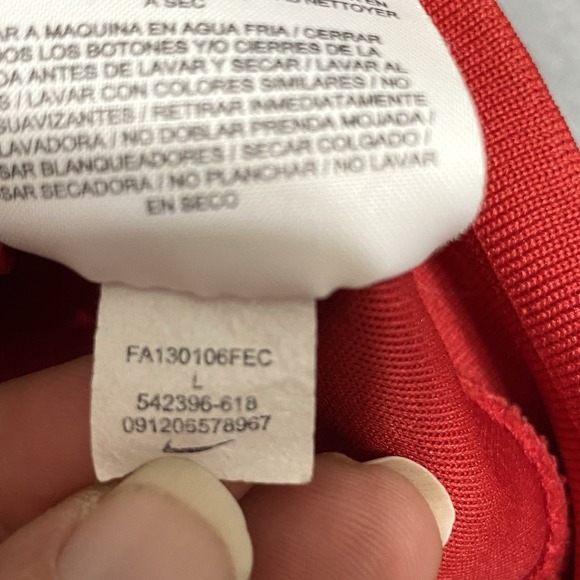 A SEC
NETTOYER
AR A MAQUINA EN AGUA FRIA / CERRAR
OS LOS BOTONES Y/O CIERRES DE LA
DA ANTES DE LAVAR Y SECAR / LAVAR AL
S / LAVAR CON COLORES SIMILARES / NO
SUAVIZANTES / RETIRAR INMEDIATAMENTE
LAVADORA / NO DOBLAR PRENDA MOJADA /
SAR BLANQUEADORES / SECAR COLGADO /
SAR SECADORA / NO PLANCHAR / NO LAVAR
EN SECO
FA130106FEC
L
542396-618
091206578967